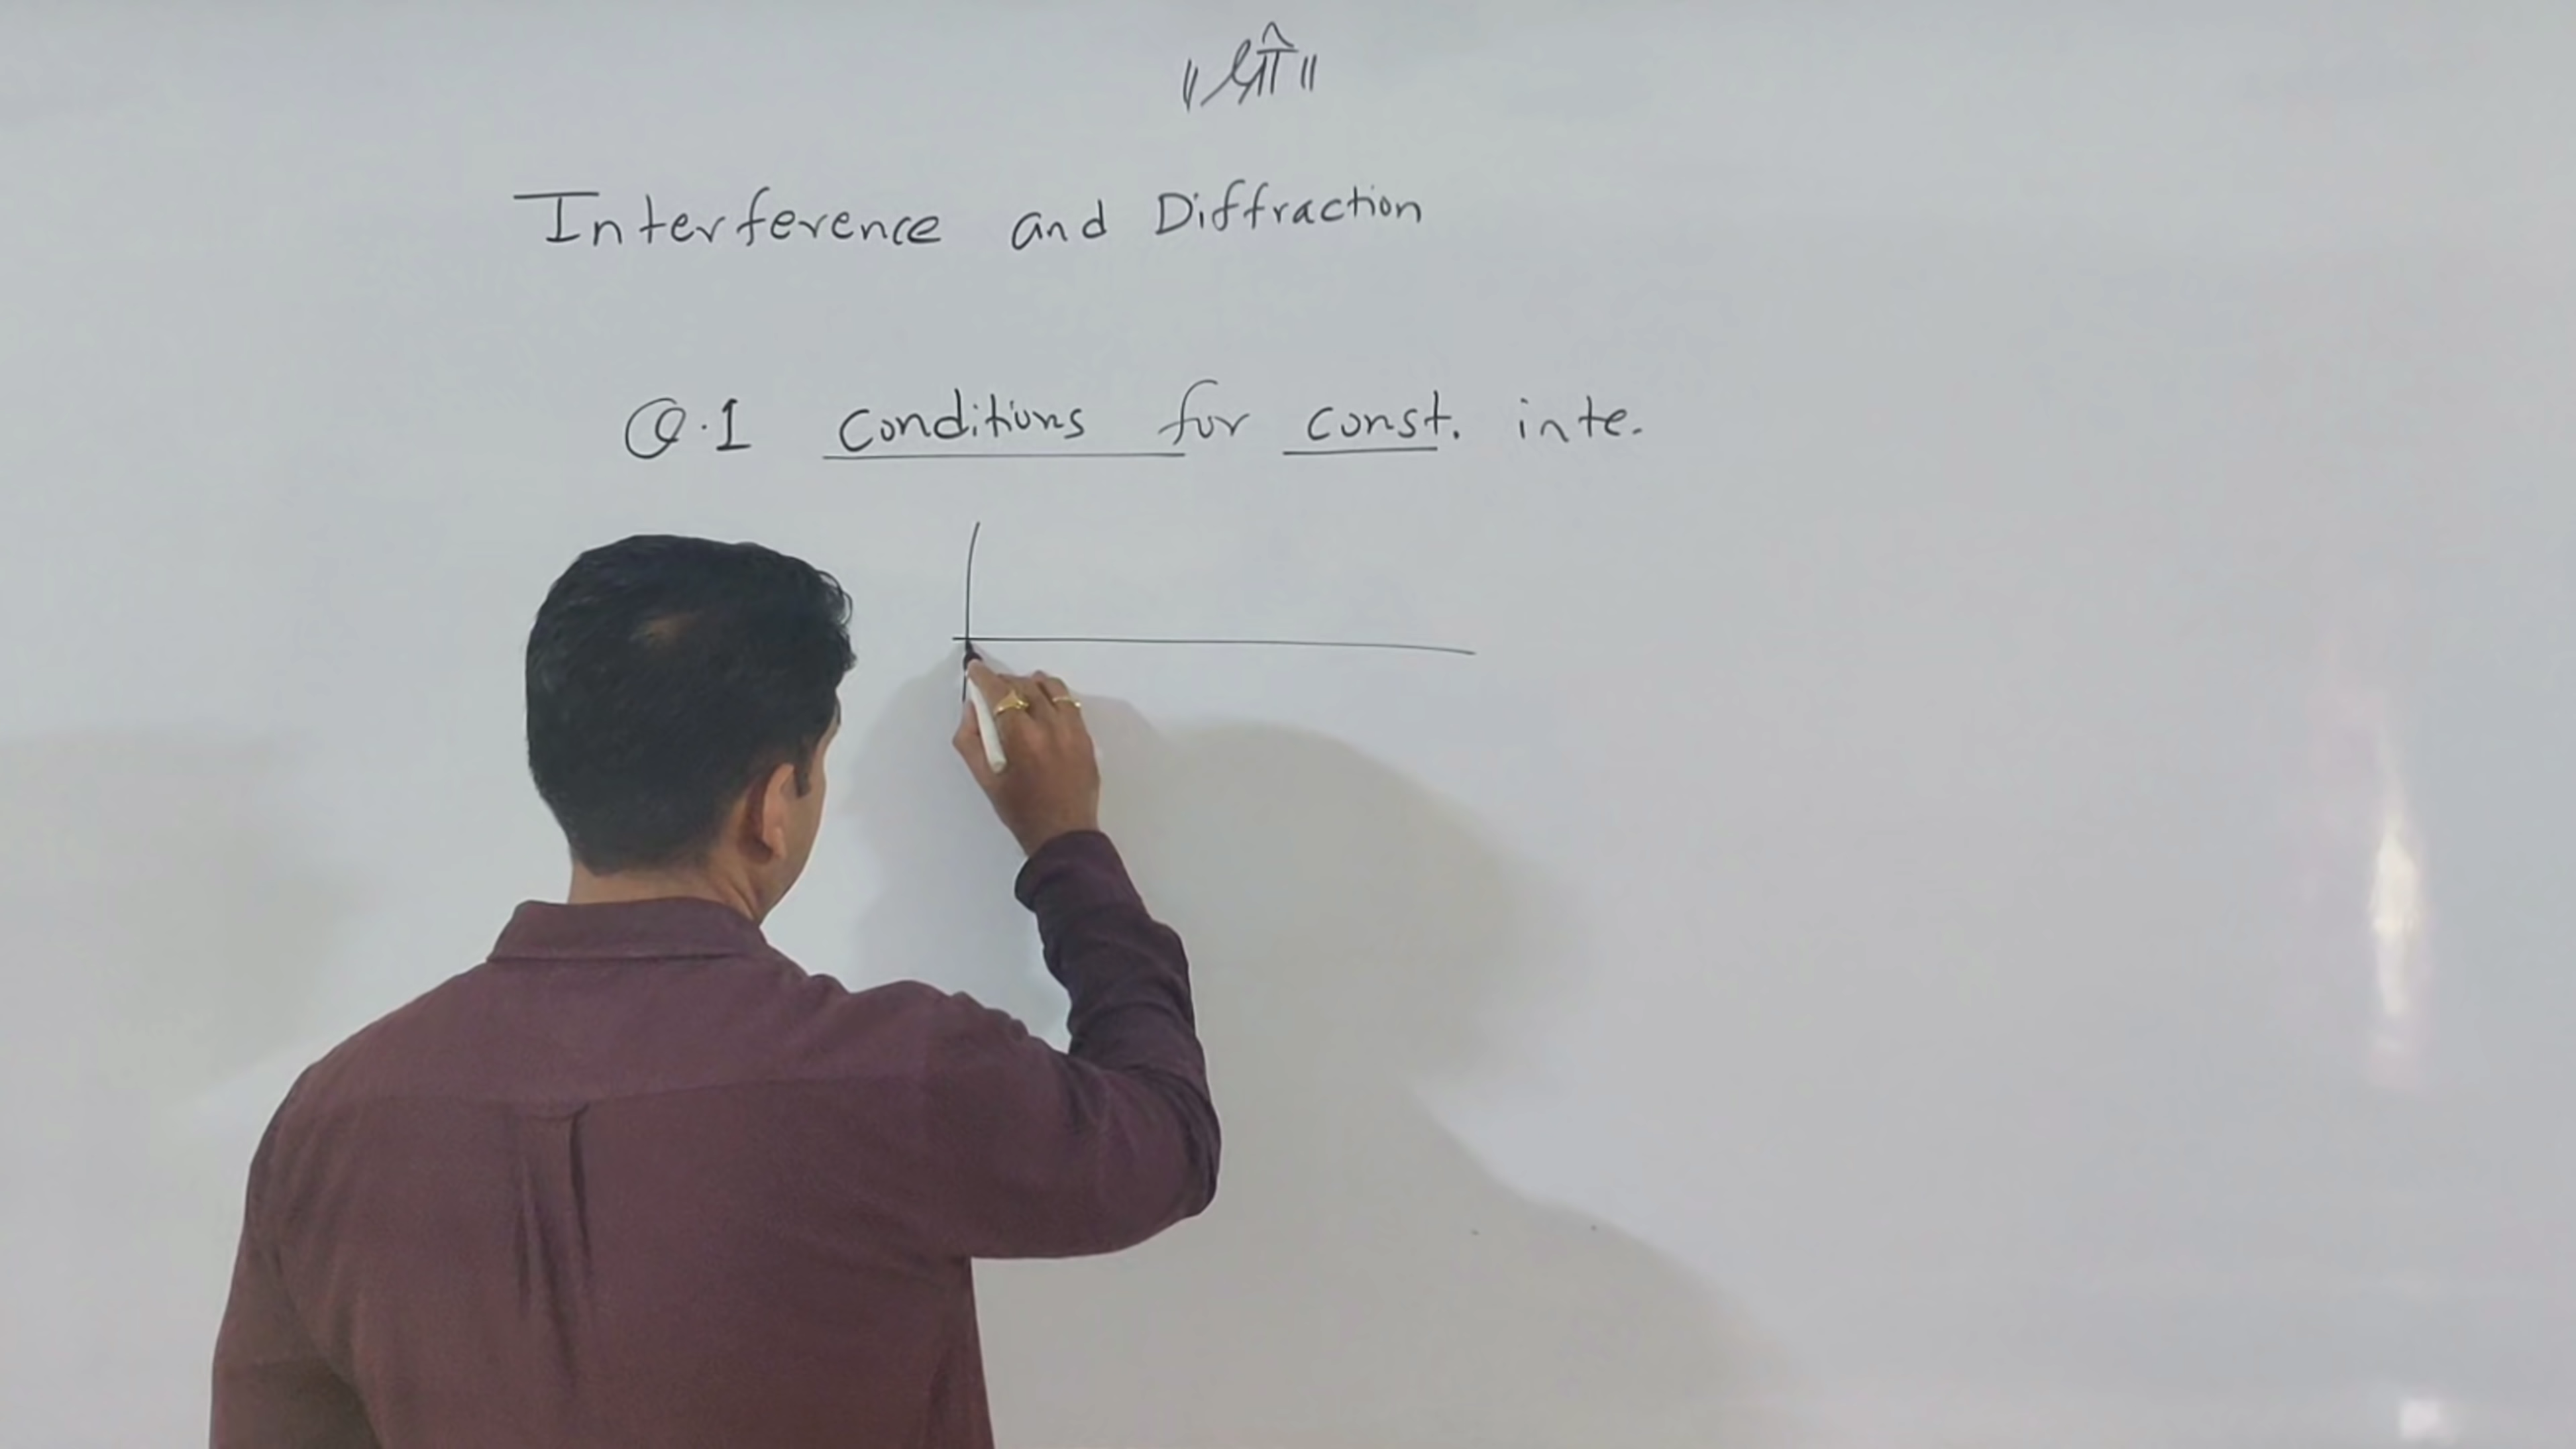 ॥ श्री ॥
Interference and Diffraction
Q.1 Conditions for const. inte.